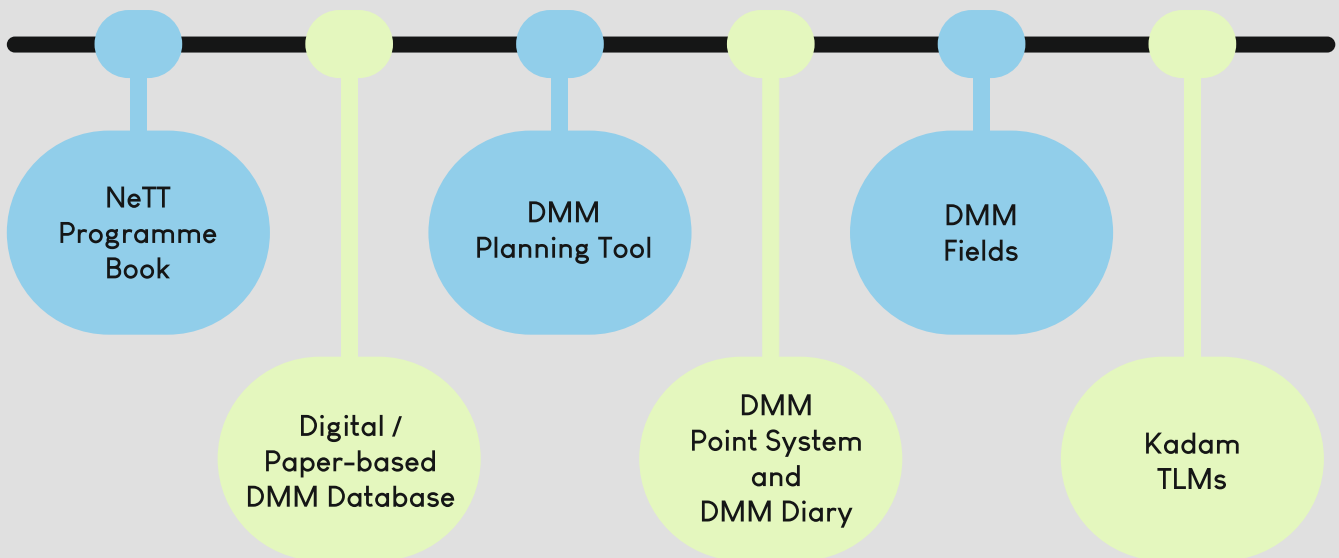 NeTT
Programme
Book
Digital /
Paper-based
DMM Database
DMM
Planning Tool
DMM
Point System
and
DMM Diary
DMM
Fields
Kadam
TLMs